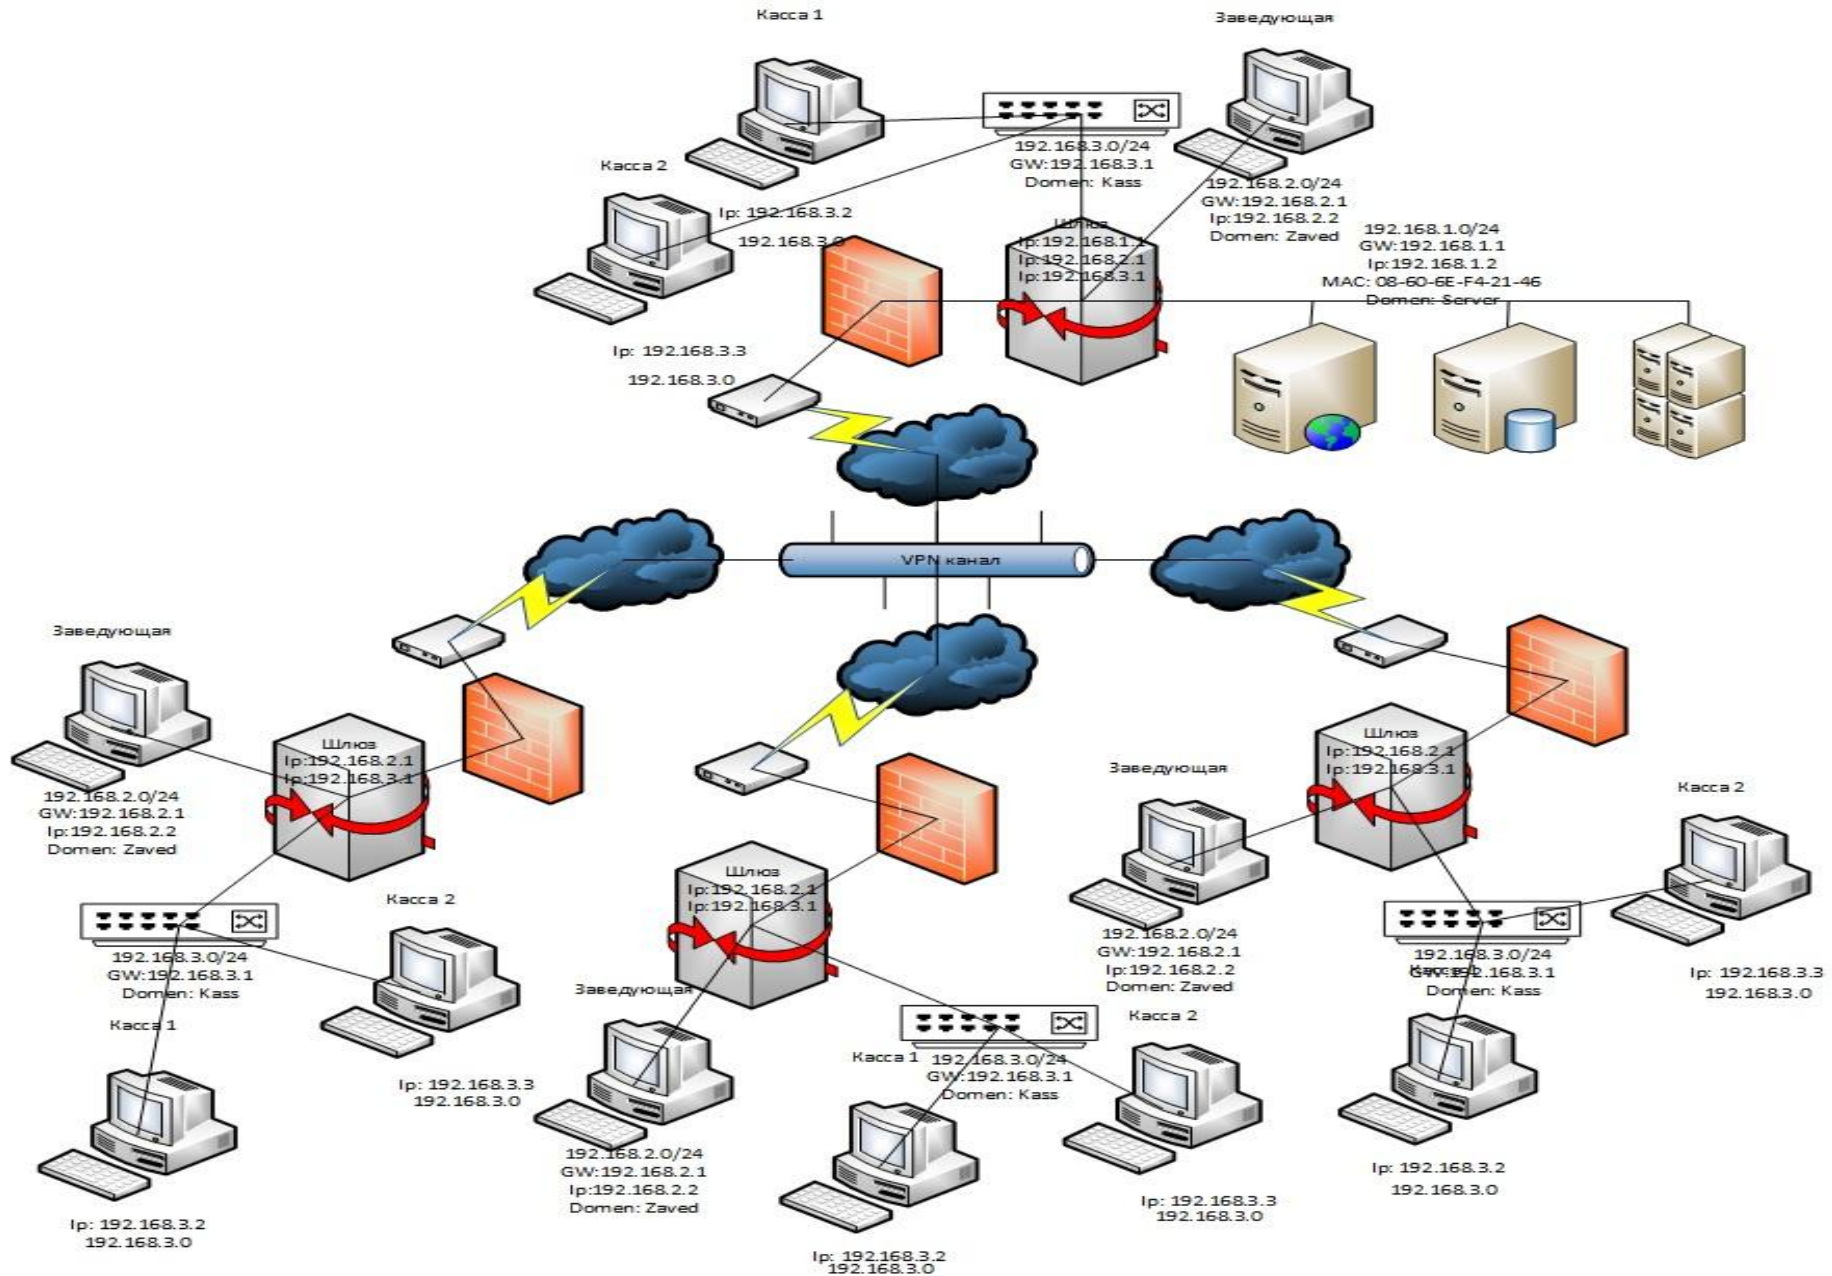 Касса 1
Заведующая
192.168.3.0/24
GW:192.168.3.1
Domen: Kass
Касса 2
192.168.2.0/24
GW:192.168.2.1
Ip:192.168.2.2
Domen: Zaved
Ip: 192.168.3.2
192.168.3.0
Шлюз
Ip:192.168.1.1
Ip:192.168.2.1
Ip:192.168.3.1
192.168.1.0/24
GW:192.168.1.1
Ip:192.168.1.2
MAC: 08-60-6E-F4-21-46
Domen: Server
Ip: 192.168.3.3
192.168.3.0
VPN канал
Заведующая
Шлюз
Ip:192.168.2.1
Ip:192.168.3.1
192.168.2.0/24
GW:192.168.2.1
Ip:192.168.2.2
Domen: Zaved
Касса 2
192.168.3.0/24
GW:192.168.3.1
Domen: Kass
Касса 1
Ip: 192.168.3.3
192.168.3.0
Ip: 192.168.3.2
192.168.3.0
Шлюз
Ip:192.168.2.1
Ip:192.168.3.1
Заведующая
Касса 2
Касса 1
192.168.3.0/24
GW:192.168.3.1
Domen: Kass
192.168.2.0/24
GW:192.168.2.1
Ip:192.168.2.2
Domen: Zaved
Ip: 192.168.3.3
192.168.3.0
Ip: 192.168.3.2
192.168.3.0
Шлюз
Ip:192.168.2.1
Ip:192.168.3.1
Заведующая
Касса 2
192.168.2.0/24
GW:192.168.2.1
Ip:192.168.2.2
Domen: Zaved
192.168.3.0/24
GW:192.168.3.1
Domen: Kass
Ip: 192.168.3.3
192.168.3.0
Ip: 192.168.3.2
192.168.3.0